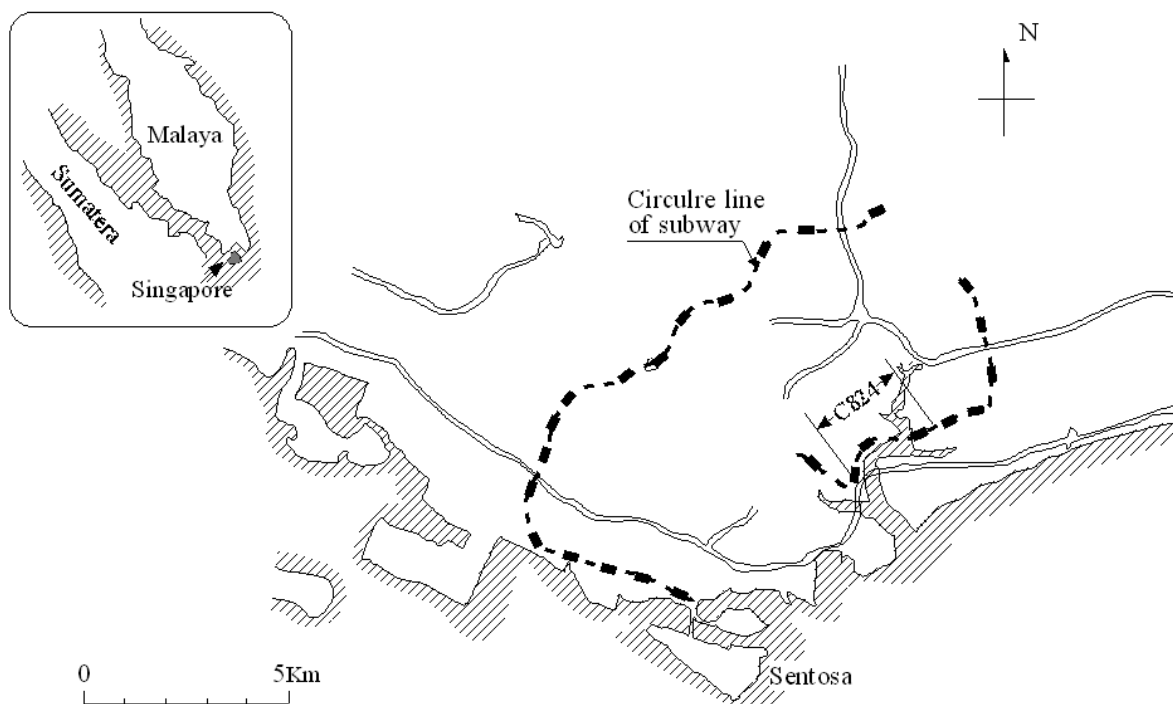 N
Malaya
Sumatera
Singapore
Circulre line
of subway
C824
0
5Km
Sentosa